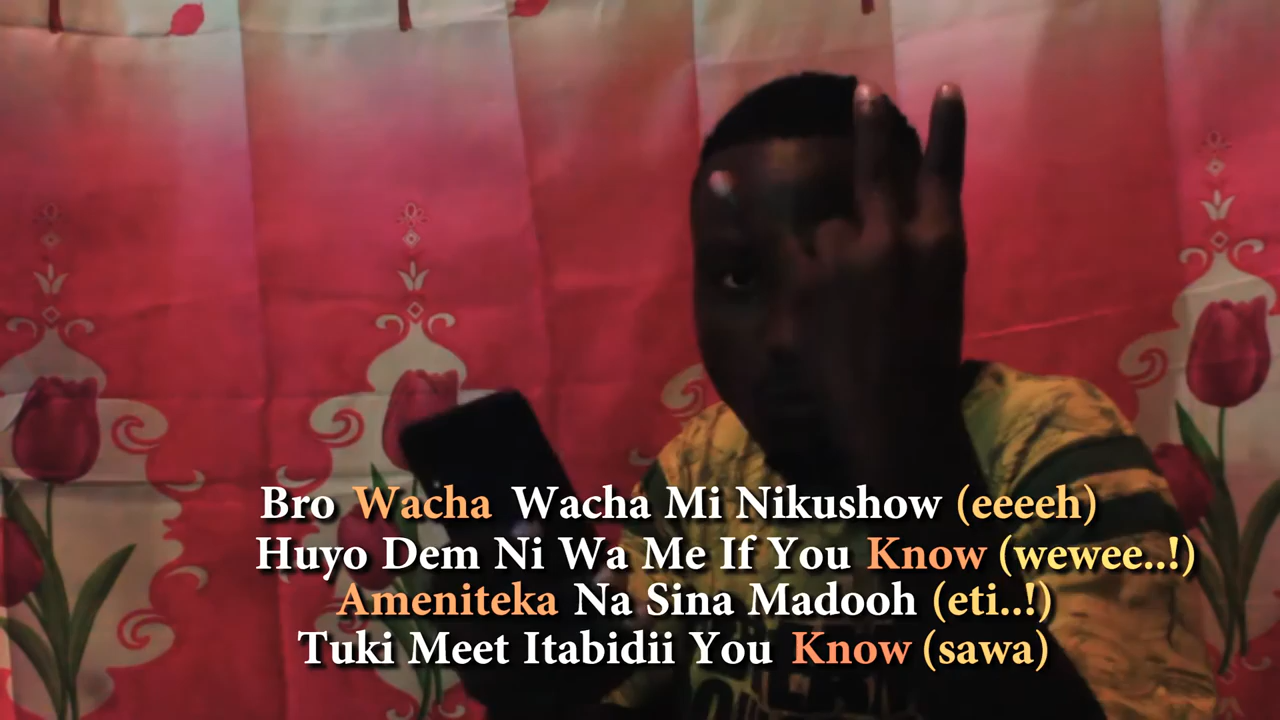 Bro Wacha Wacha Mi Nikushow (eeeeh)
Huyo Dem Ni Wa Me If You Know (wewee..!)
Ameniteka Na Sina Madooh (eti..!)
Tuki Meet Itabidii You Know (sawa)